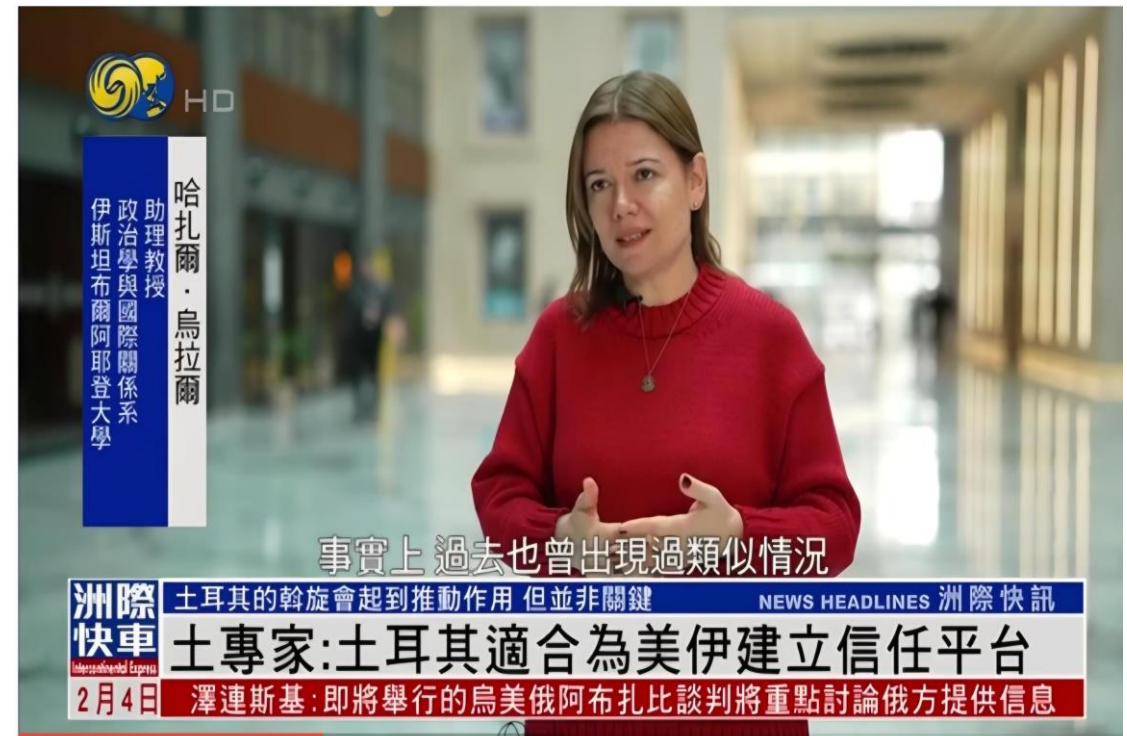 HD
哈扎爾·烏拉爾
助理教授
政治學與國際關係系
伊斯坦布爾阿耶登大學
事實上 過去也曾出現過類似情況
洲際快車
Intercontinental Express
土耳其的斡旋會起到推動作用 但並非關鍵
NEWS HEADLINES 洲際快訊
土專家:土耳其適合為美伊建立信任平台
2月4日
澤連斯基:即將舉行的烏美俄阿布扎比談判將重點討論俄方提供信息